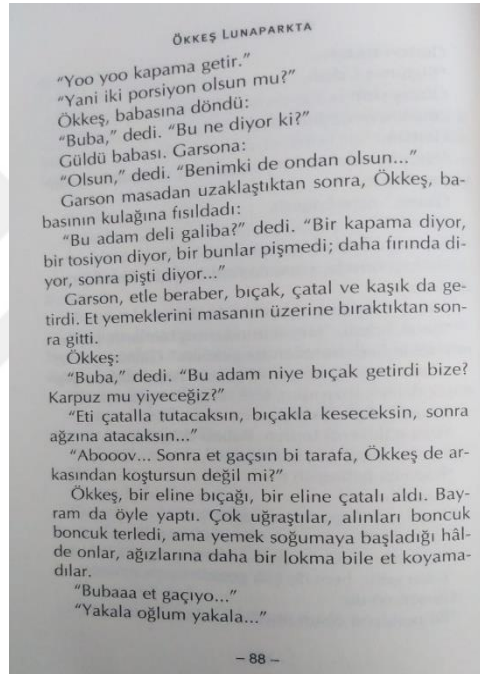 ÖKKEŞ LUNAPARKTA
“Yoo yoo kapama getir.”
“Yani iki porsiyon olsun mu?”
Ökkeş, babasına döndü:
“Buba,” dedi. “Bu ne diyor ki?”
Güldü babası. Garsona:
“Olsun,” dedi. “Benimki de ondan olsun...”
Garson masadan uzaklaştıktan sonra, Ökkeş, ba-
basının kulağına fısıldadı:
“Bu adam deli galiba?” dedi. “Bir kapama diyor,
bir tosiyon diyor, bir bunlar pişmedi; daha fırında di-
yor, sonra pişti diyor...”
Garson, etle beraber, bıçak, çatal ve kaşık da ge-
tirdi. Et yemeklerini masanın üzerine bıraktıktan son-
ra gitti.
Ökkeş:
“Buba,” dedi. “Bu adam niye bıçak getirdi bize?
Karpuz mu yiyeceğiz?”
“Eti çatalla tutacaksın, bıçakla keseceksin, sonra
ağzına atacaksın...”
“Abooov... Sonra et gaçsın bi tarafa, Ökkeş de ar-
kasından koştursun değil mi?”
Ökkeş, bir eline bıçağı, bir eline çatalı aldı. Bay-
ram da öyle yaptı. Çok uğraştılar, alınları boncuk
boncuk terledi, ama yemek soğumaya başladığı hâl-
de onlar, ağızlarına daha bir lokma bile et koyama-
dılar.
“Bubaaa et gaçıyo...”
“Yakala oğlum yakala...”
– 88 –